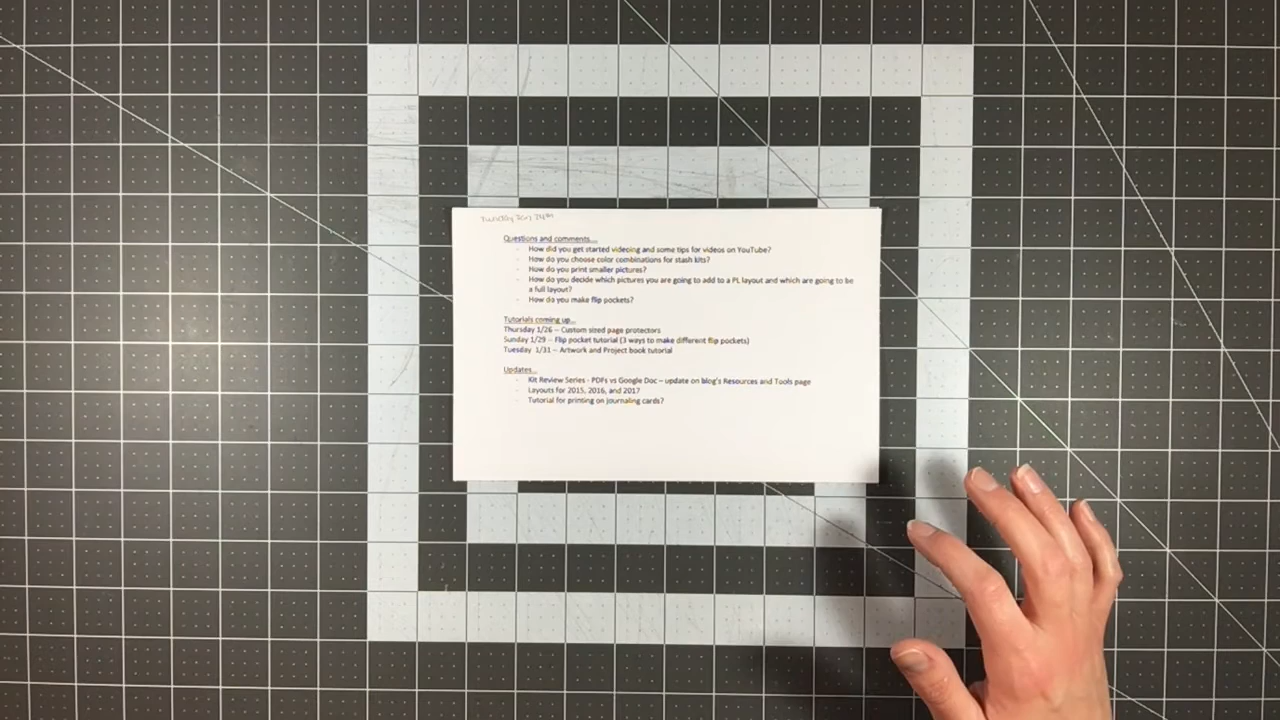 Tuesday Jan 24th
Questions and comments...
- How did you get started videoing and some tips for videos on YouTube?
- How do you choose color combinations for stash kits?
- How do you print smaller pictures?
- How do you decide which pictures you are going to add to a PL layout and which are going to be
a full layout?
- How do you make flip pockets?
Tutorials coming up...
Thursday 1/26 – Custom sized page protectors
Sunday 1/29 – Flip pocket tutorial (3 ways to make different flip pockets)
Tuesday 1/31 – Artwork and Project book tutorial
Updates...
- Kit Review Series - PDFs vs Google Doc – update on blog's Resources and Tools page
- Layouts for 2015, 2016, and 2017
- Tutorial for printing on journaling cards?